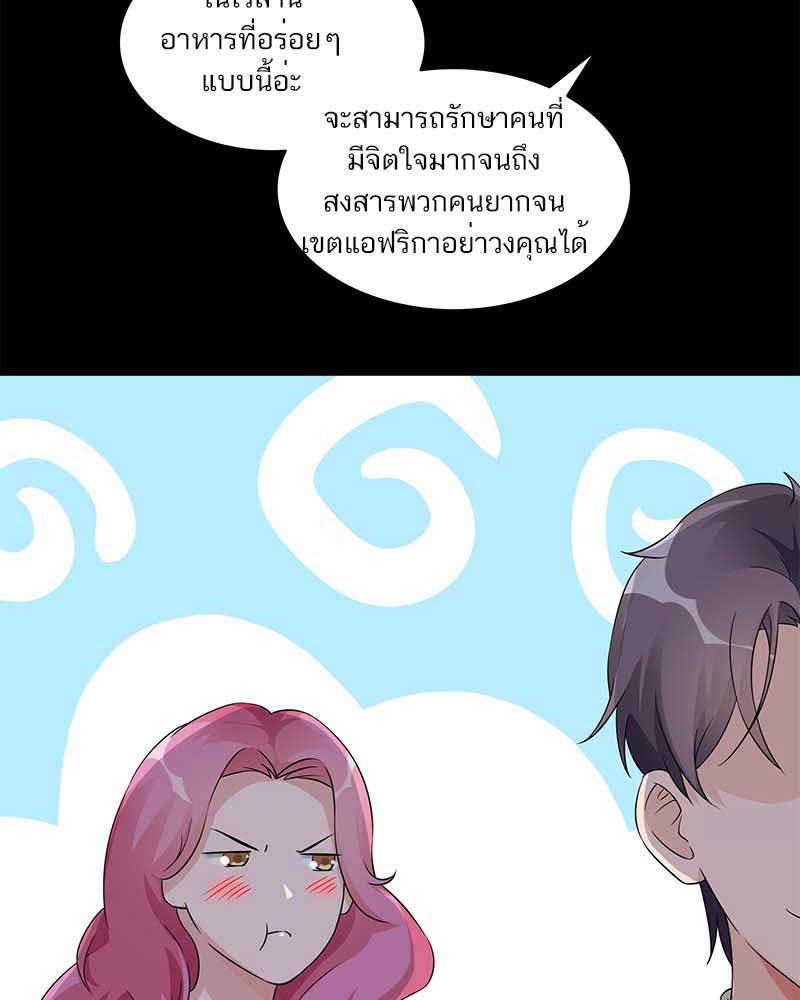 อาหารที่อร่อยๆ
แบบนี้อ่ะ
จะสามารถรักษาคนที่
มีจิตใจมากจนถึง
สงสารพวกคนยากจน
เขตแอฟริกาอย่าวงคุณได้